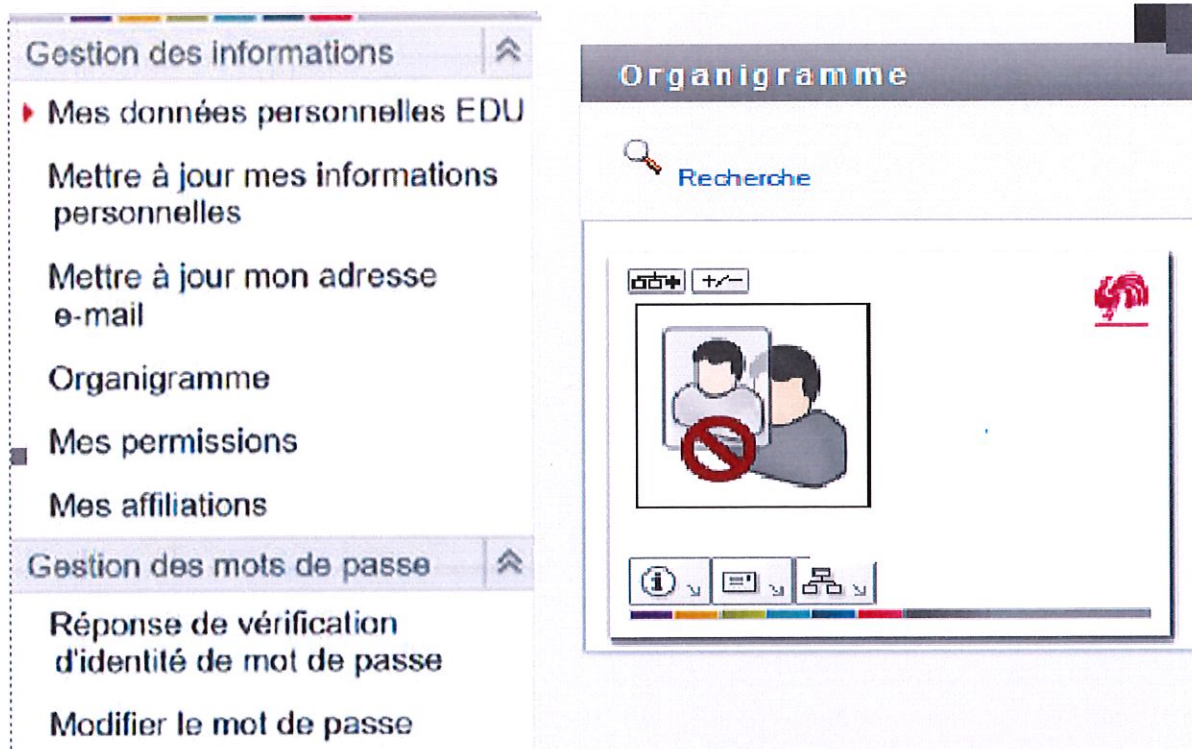 Gestion des informations
Mes données personnelles EDU
Mettre à jour mes informations
personnelles
Mettre à jour mon adresse
e-mail
Organigramme
Mes permissions
Mes affiliations
Gestion des mots de passe
Réponse de vérification
d'identité de mot de passe
Modifier le mot de passe
Organigramme
Recherche
+/-